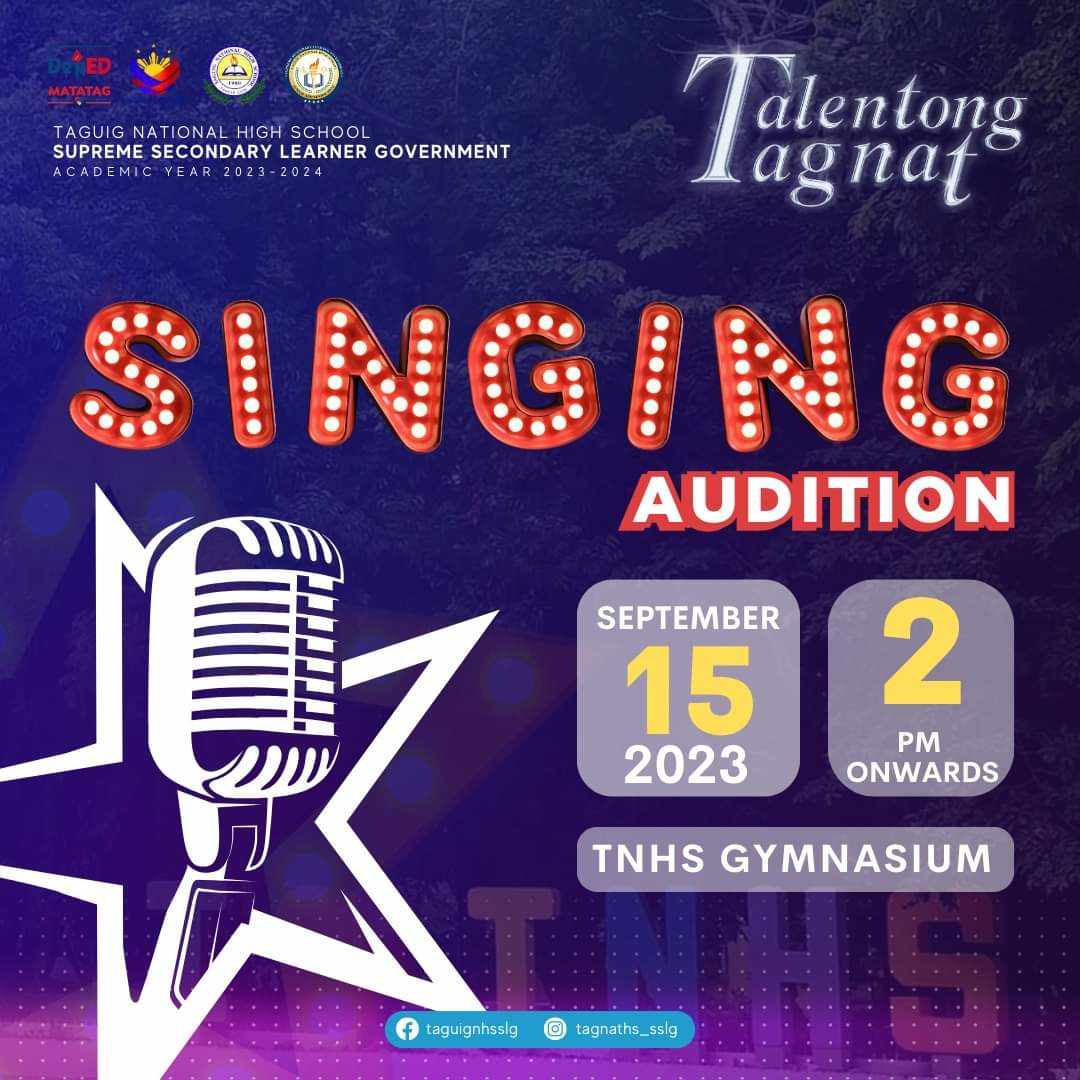 DepED
MATATAG
TAGUIG NATIONAL HIGH SCHOOL
SUPREME SECONDARY LEARNER GOVERNMENT
ACADEMIC YEAR 2023-2024
Talentong
Tagnat
SINGING
AUDITION
SEPTEMBER
15
2023
2
PM
ONWARDS
TNHS GYMNASIUM
TNHS
taguignhsslg
tagnaths_sslg